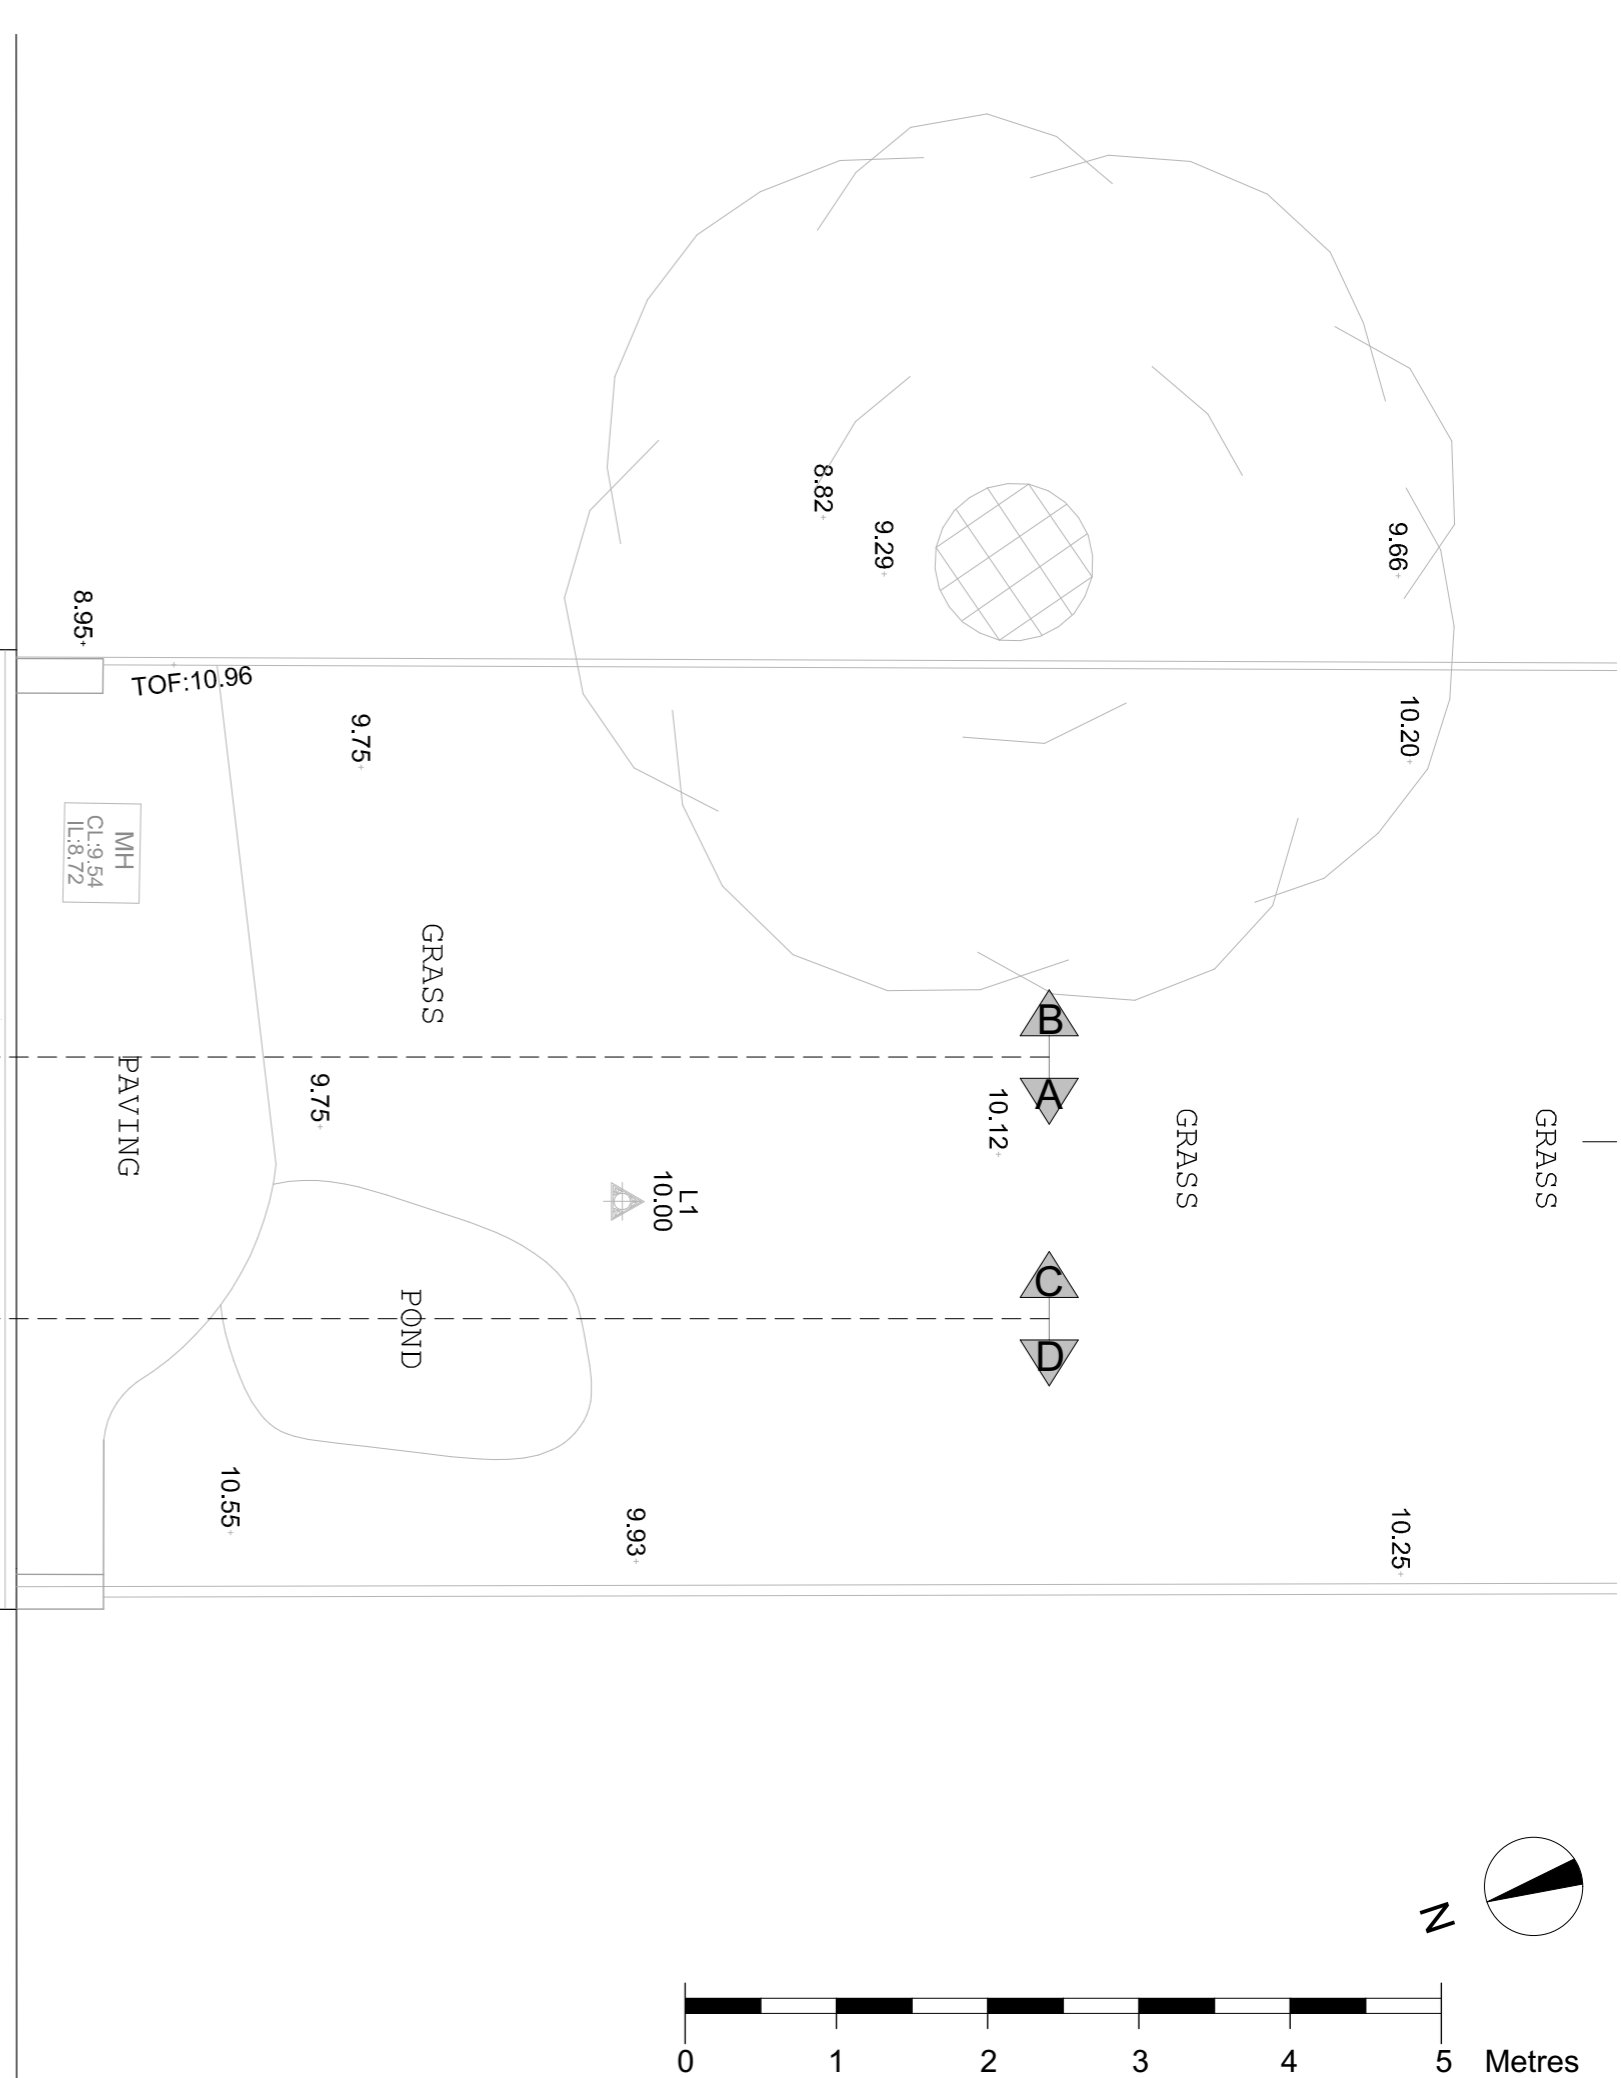 8.82
9.29
9.66
8.95
TOF:10.96
9.75
10.20
MH
CL:9.54
IL:8.72
GRASS
B
A
PAVING
9.75
10.12
GRASS
GRASS
L1
10.00
C
D
POND
10.55
9.93
10.25
N
0 1 2 3 4 5 Metres